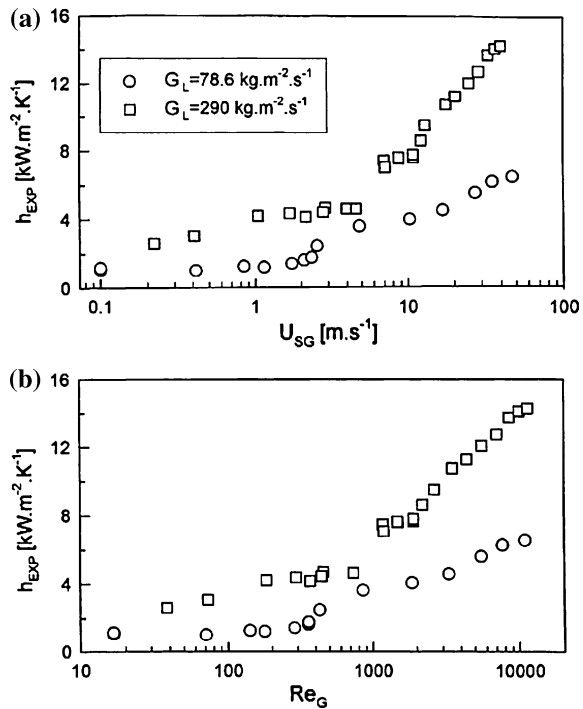 (a)
16
12
8
4
0
h_EXP [kW.m⁻².K⁻¹]
G_L=78.6 kg.m⁻².s⁻¹
G_L=290 kg.m⁻².s⁻¹
0.1 1 10 100
U_SG [m.s⁻¹]
(b)
16
12
8
4
0
h_EXP [kW.m⁻².K⁻¹]
10 100 1000 10000
Re_G